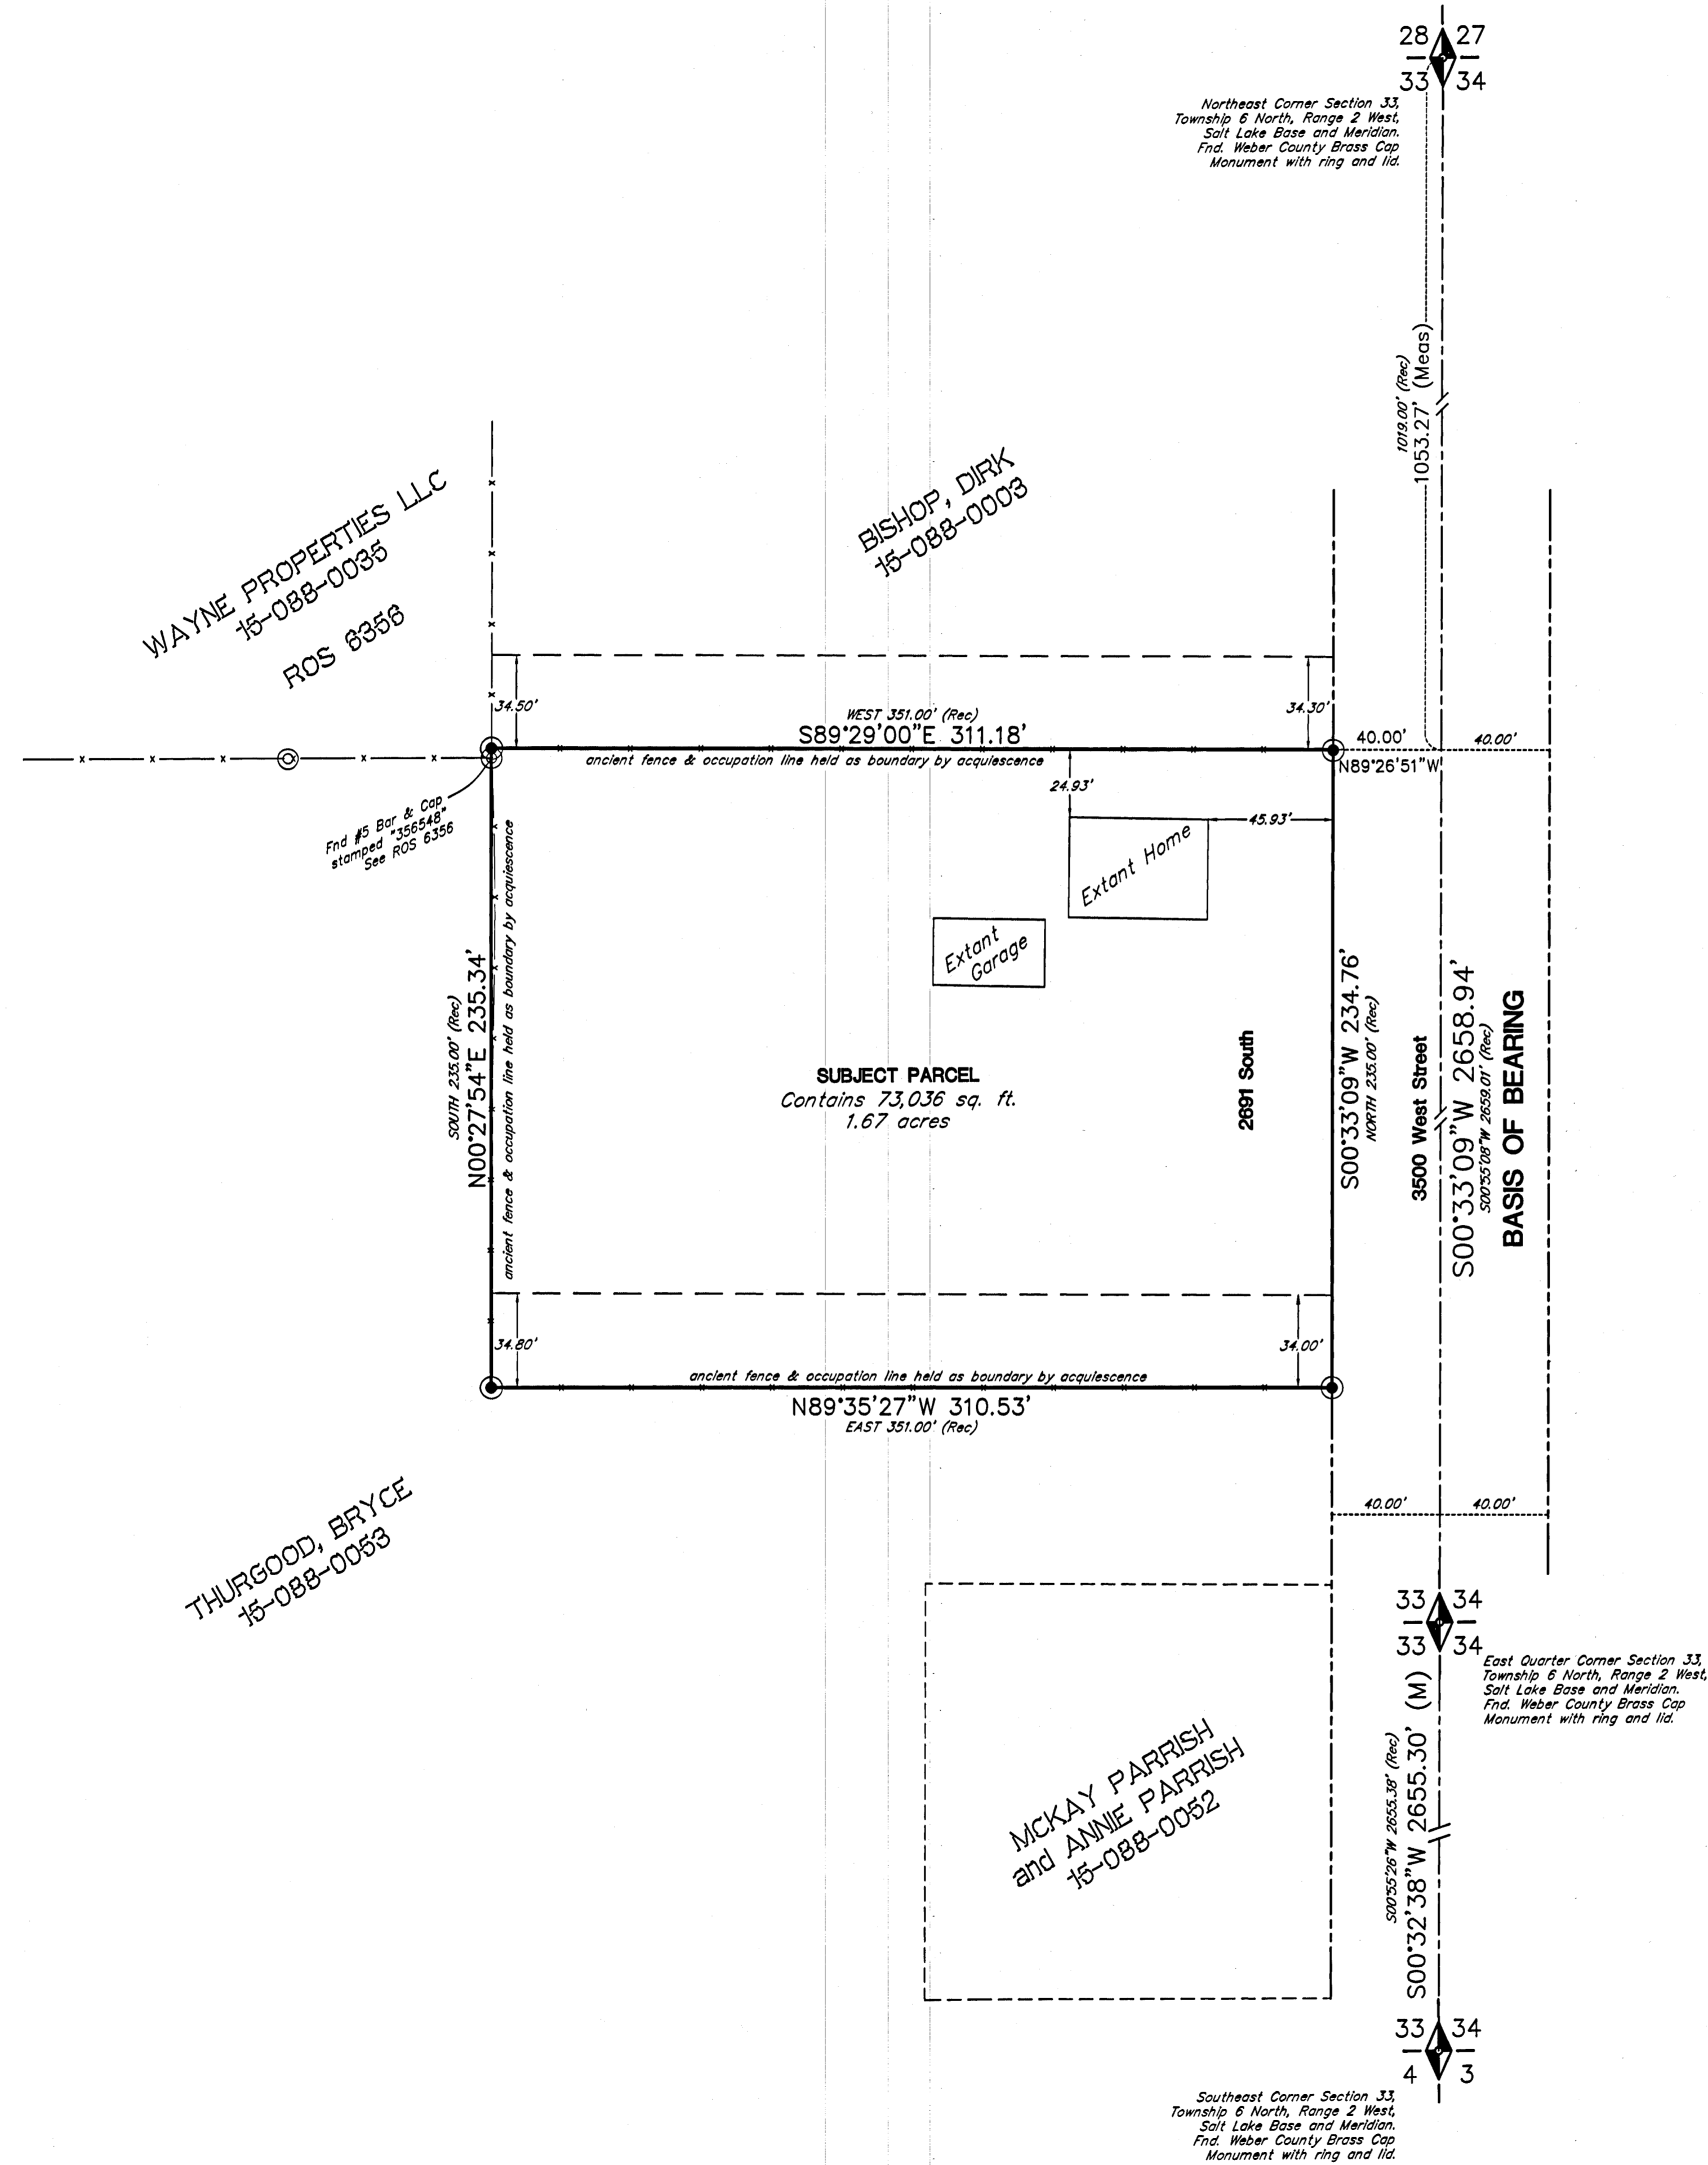 28 27
33 34
Northeast Corner Section 33,
Township 6 North, Range 2 West,
Salt Lake Base and Meridian.
Fnd. Weber County Brass Cap
Monument with ring and lid.
1019.00' (Rec)
1053.27' (Meas)
WAYNE PROPERTIES LLC
15-088-0035
ROS 6356
BISHOP, DIRK
15-088-0003
34.50'
34.30'
WEST 351.00' (Rec)
S89°29'00"E 311.18'
ancient fence & occupation line held as boundary by acquiescence
40.00'
40.00'
N89°26'51"W
Fnd #5 Bar & Cap
stamped "356548"
See ROS 6356
24.93'
45.93'
Extant Home
Extant
Garage
SOUTH 235.00' (Rec)
N00°27'54"E 235.34'
ancient fence & occupation line held as boundary by acquiescence
SUBJECT PARCEL
Contains 73,036 sq. ft.
1.67 acres
2691 South
S00°33'09"W 234.76'
NORTH 235.00' (Rec)
3500 West Street
S00°33'09"W 2658.94'
S00°55'08"W 2659.01' (Rec)
BASIS OF BEARING
34.80'
34.00'
ancient fence & occupation line held as boundary by acquiescence
N89°35'27"W 310.53'
EAST 351.00' (Rec)
THURGOOD, BRYCE
15-088-0053
40.00'
40.00'
33 34
33 34
East Quarter Corner Section 33,
Township 6 North, Range 2 West,
Salt Lake Base and Meridian.
Fnd. Weber County Brass Cap
Monument with ring and lid.
MCKAY PARRISH
and ANNIE PARRISH
15-088-0052
S00°55'26"W 2655.38' (Rec)
S00°32'38"W 2655.30' (M)
33 34
4 3
Southeast Corner Section 33,
Township 6 North, Range 2 West,
Salt Lake Base and Meridian.
Fnd. Weber County Brass Cap
Monument with ring and lid.